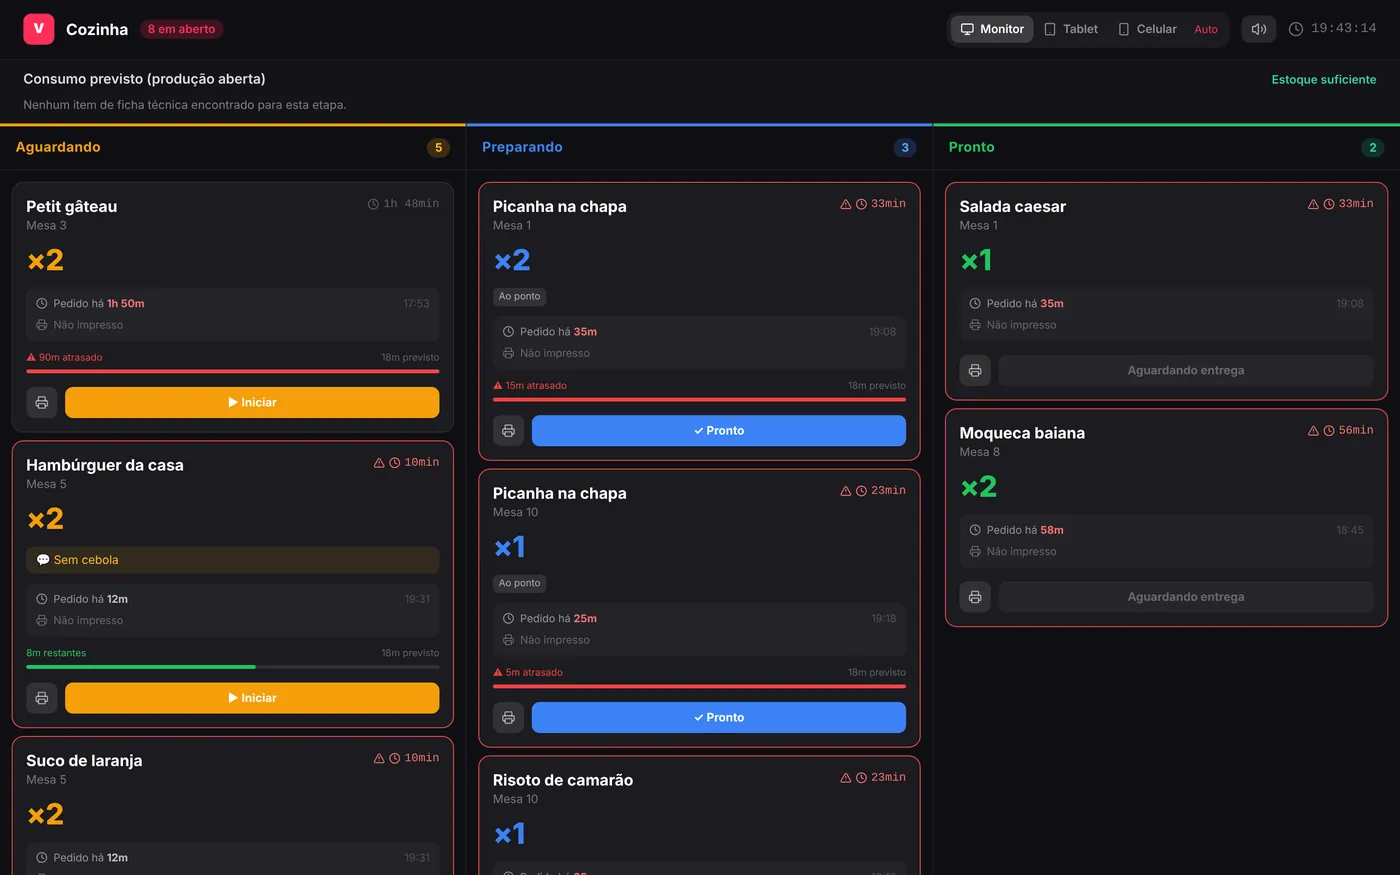 V Cozinha 8 em aberto
Monitor Tablet Celular Auto 19:43:14
Consumo previsto (produção aberta)
Estoque suficiente
Nenhum item de ficha técnica encontrado para esta etapa.
Aguardando 5
Petit gâteau 1h 48min
Mesa 3
×2
Pedido há 1h 50m 17:53
Não impresso
90m atrasado 18m previsto
Iniciar
Hambúrguer da casa 10min
Mesa 5
×2
Sem cebola
Pedido há 12m 19:31
Não impresso
8m restantes 18m previsto
Iniciar
Suco de laranja 10min
Mesa 5
×2
Pedido há 12m 19:31
Preparando 3
Picanha na chapa 33min
Mesa 1
×2
Ao ponto
Pedido há 35m 19:08
Não impresso
15m atrasado 18m previsto
✓ Pronto
Picanha na chapa 23min
Mesa 10
×1
Ao ponto
Pedido há 25m 19:18
Não impresso
5m atrasado 18m previsto
✓ Pronto
Risoto de camarão 23min
Mesa 10
×1
Pronto 2
Salada caesar 33min
Mesa 1
×1
Pedido há 35m 19:08
Não impresso
Aguardando entrega
Moqueca baiana 56min
Mesa 8
×2
Pedido há 58m 18:45
Não impresso
Aguardando entrega